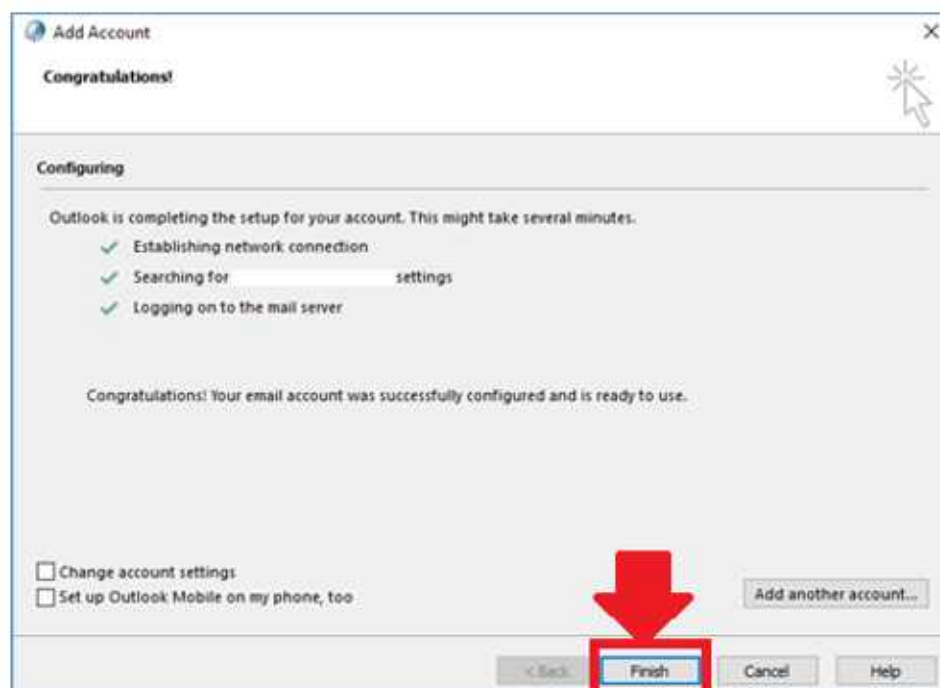 Add Account
Congratulations!
Configuring
Outlook is completing the setup for your account. This might take several minutes.
Establishing network connection
Searching for settings
Logging on to the mail server
Congratulations! Your email account was successfully configured and is ready to use.
Change account settings
Set up Outlook Mobile on my phone, too
Add another account...
< Back Finish Cancel Help